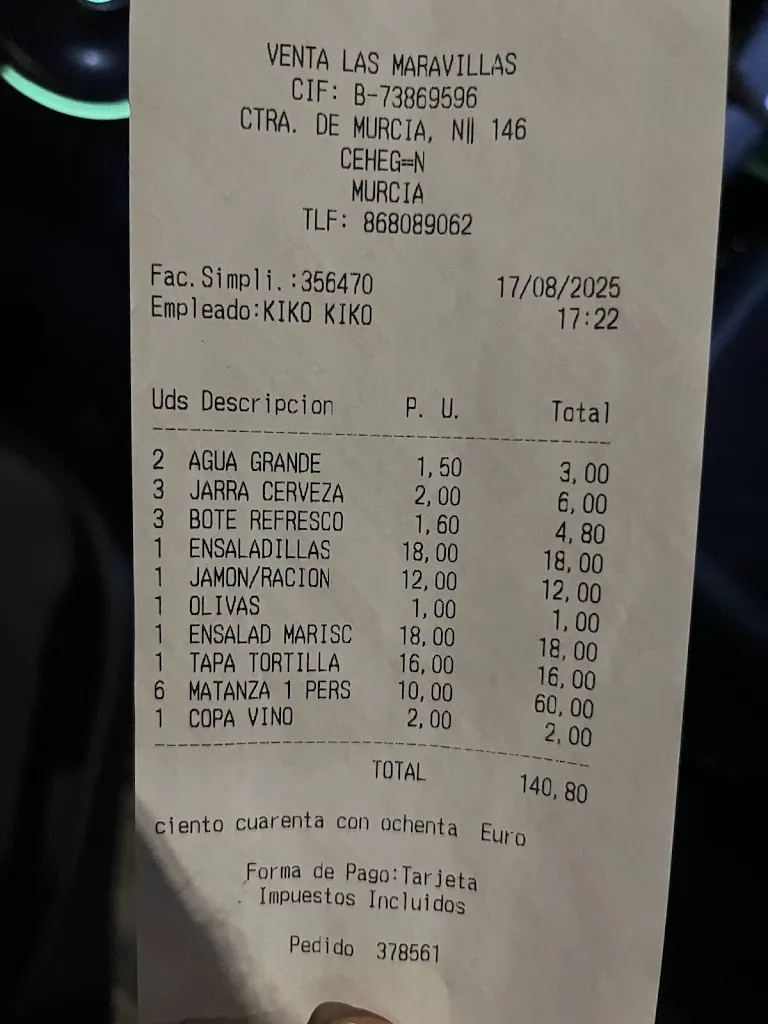 VENTA LAS MARAVILLAS
CIF: B-73869596
CTRA. DE MURCIA, N‖ 146
CEHEG=N
MURCIA
TLF: 868089062
Fac.Simpli.:356470 17/08/2025
Empleado:KIKO KIKO 17:22
Uds Descripcion P. U. Total
2 AGUA GRANDE 1,50 3,00
3 JARRA CERVEZA 2,00 6,00
3 BOTE REFRESCO 1,60 4,80
1 ENSALADILLAS 18,00 18,00
1 JAMON/RACION 12,00 12,00
1 OLIVAS 1,00 1,00
1 ENSALAD MARISC 18,00 18,00
1 TAPA TORTILLA 16,00 16,00
6 MATANZA 1 PERS 10,00 60,00
1 COPA VINO 2,00 2,00
TOTAL 140,80
ciento cuarenta con ochenta Euro
Forma de Pago:Tarjeta
. Impuestos Incluidos
Pedido 378561